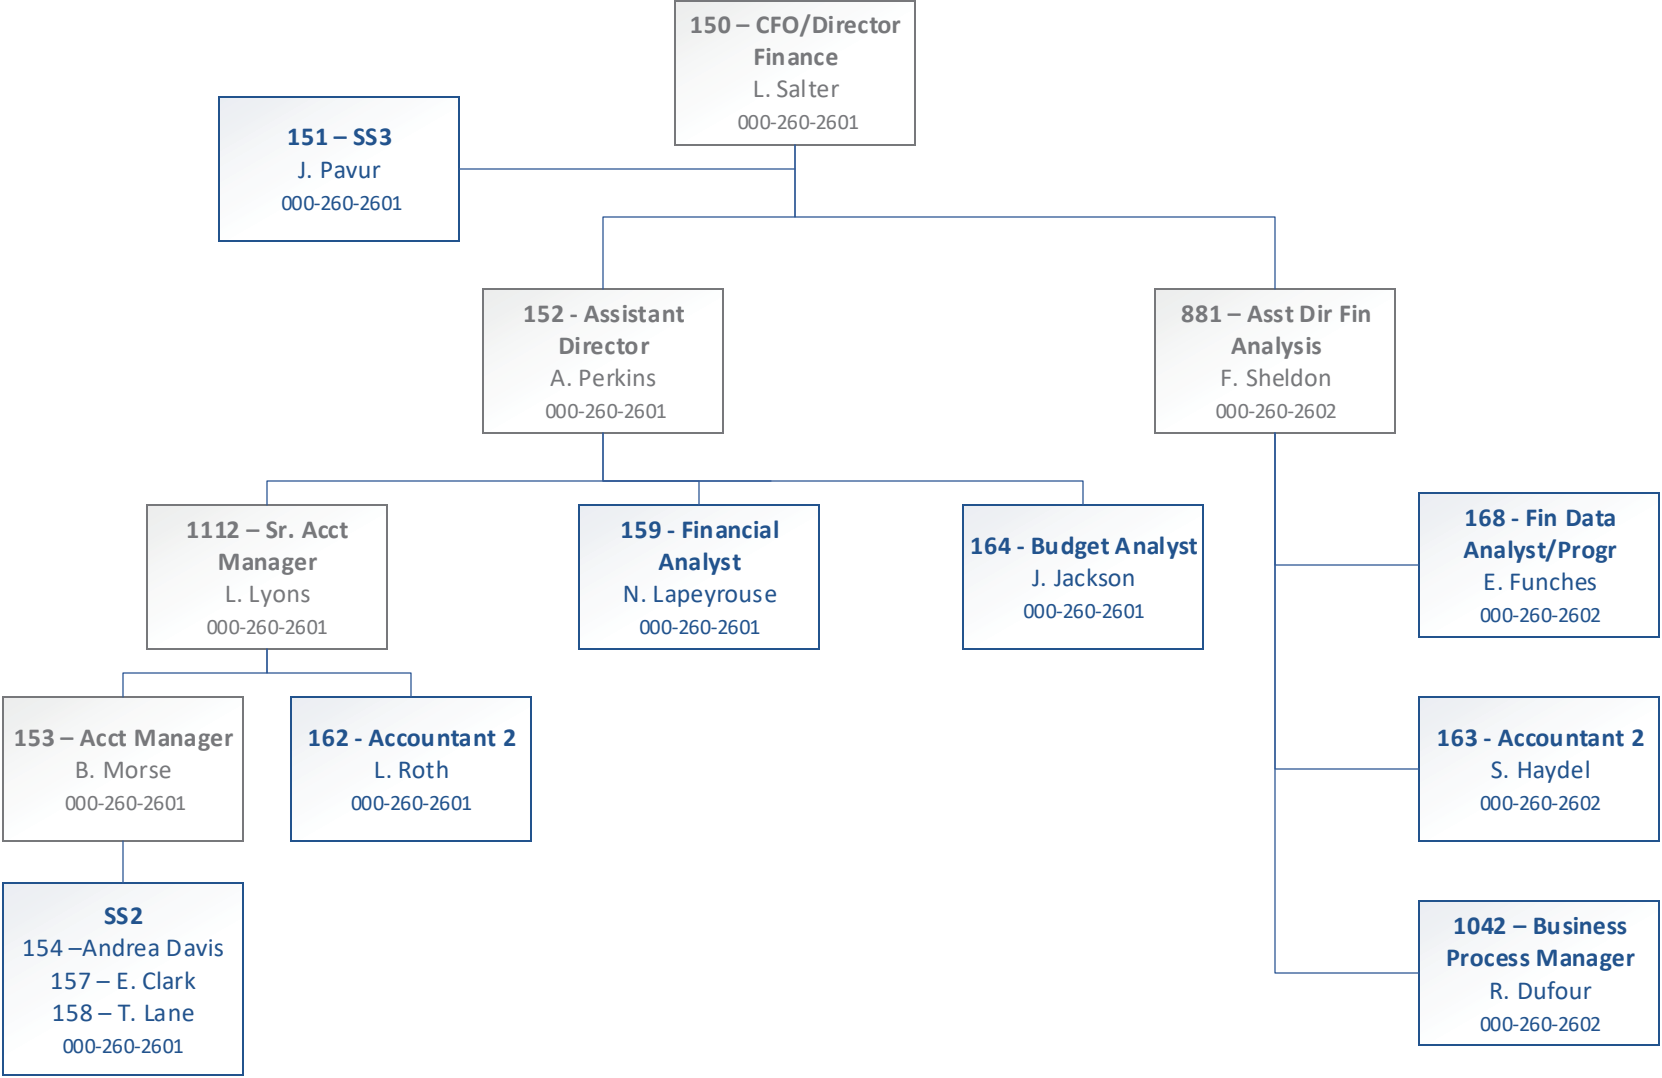 150 – CFO/Director
Finance
L. Salter
000-260-2601
151 – SS3
J. Pavur
000-260-2601
152 - Assistant
Director
A. Perkins
000-260-2601
881 – Asst Dir Fin
Analysis
F. Sheldon
000-260-2602
1112 – Sr. Acct
Manager
L. Lyons
000-260-2601
159 - Financial
Analyst
N. Lapeyrouse
000-260-2601
164 - Budget Analyst
J. Jackson
000-260-2601
168 - Fin Data
Analyst/Progr
E. Funches
000-260-2602
153 – Acct Manager
B. Morse
000-260-2601
162 - Accountant 2
L. Roth
000-260-2601
163 - Accountant 2
S. Haydel
000-260-2602
SS2
154 –Andrea Davis
157 – E. Clark
158 – T. Lane
000-260-2601
1042 – Business
Process Manager
R. Dufour
000-260-2602